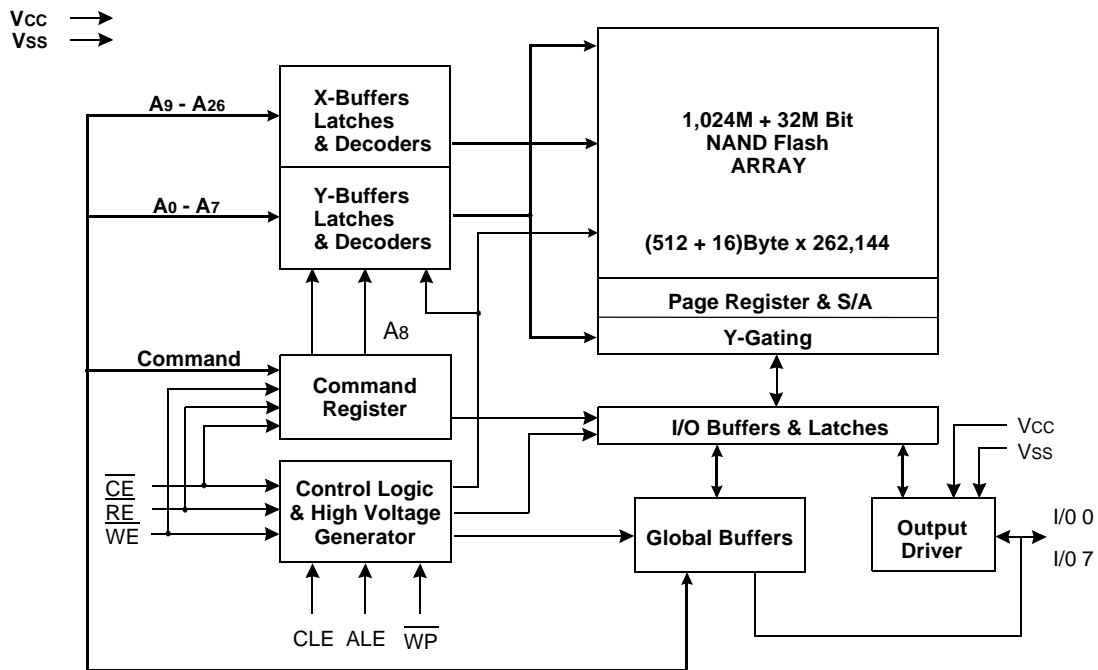 VCC
VSS
A9 - A26
X-Buffers
Latches
& Decoders
A0 - A7
Y-Buffers
Latches
& Decoders
1,024M + 32M Bit
NAND Flash
ARRAY
(512 + 16)Byte x 262,144
Page Register & S/A
Y-Gating
A8
Command
Command
Register
I/O Buffers & Latches
VCC
VSS
CE
RE
WE
Control Logic
& High Voltage
Generator
Global Buffers
Output
Driver
I/0 0
I/0 7
CLE
ALE
WP